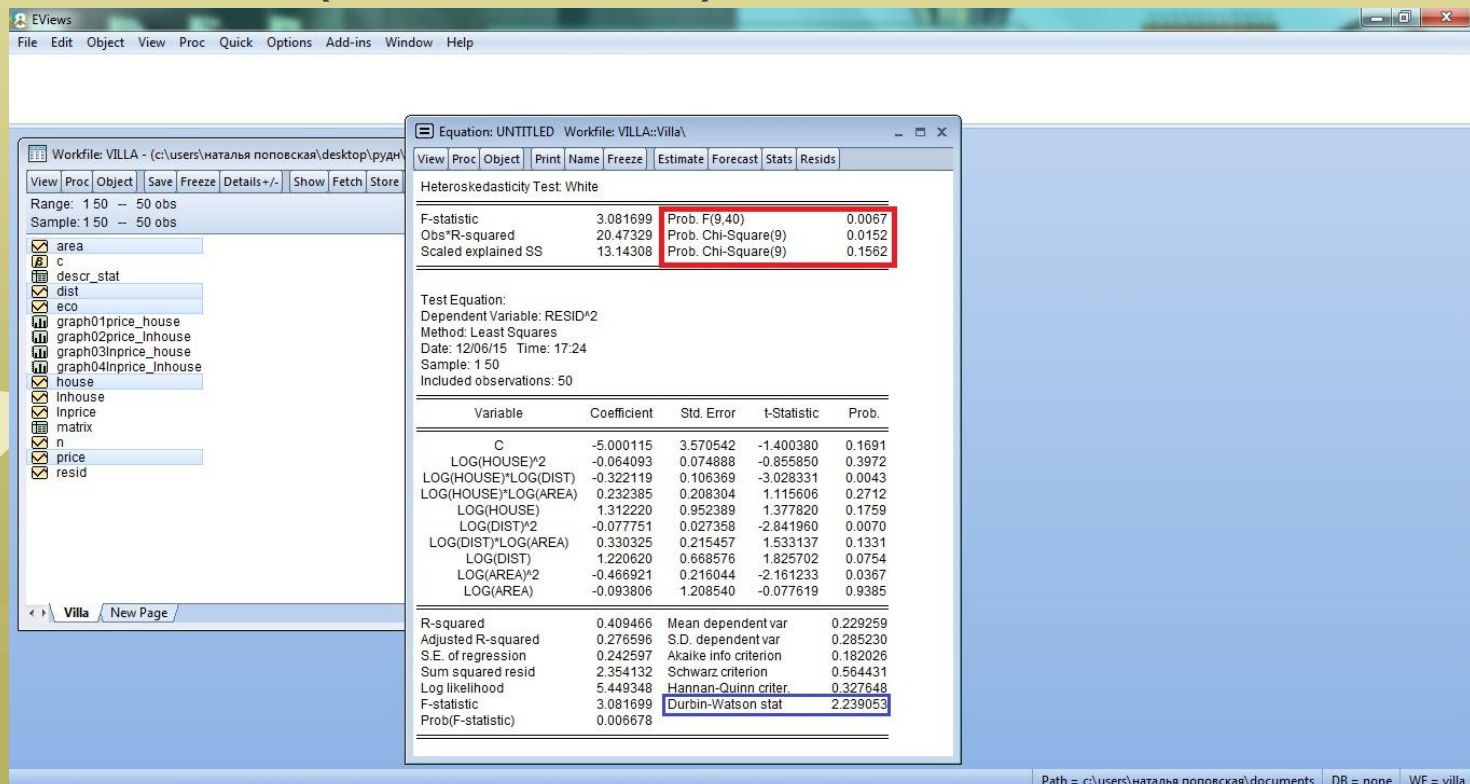 EViews
File Edit Object View Proc Quick Options Add-ins Window Help
Workfile: VILLA - (c:\users\наталья поповская\desktop\рудн\
View Proc Object Save Freeze Details+/- Show Fetch Store
Range: 1 50 -- 50 obs
Sample: 1 50 -- 50 obs
area
c
descr_stat
dist
eco
graph01price_house
graph02price_lnhouse
graph03lnprice_house
graph04lnprice_lnhouse
house
lnhouse
lnprice
matrix
n
price
resid
Villa New Page
Equation: UNTITLED Workfile: VILLA::Villa\
View Proc Object Print Name Freeze Estimate Forecast Stats Resids
Heteroskedasticity Test: White
F-statistic 3.081699 Prob. F(9,40) 0.0067
Obs*R-squared 20.47329 Prob. Chi-Square(9) 0.0152
Scaled explained SS 13.14308 Prob. Chi-Square(9) 0.1562
Test Equation:
Dependent Variable: RESID^2
Method: Least Squares
Date: 12/06/15 Time: 17:24
Sample: 1 50
Included observations: 50
Variable Coefficient Std. Error t-Statistic Prob.
C -5.000115 3.570542 -1.400380 0.1691
LOG(HOUSE)^2 -0.064093 0.074888 -0.855850 0.3972
LOG(HOUSE)*LOG(DIST) -0.322119 0.106369 -3.028331 0.0043
LOG(HOUSE)*LOG(AREA) 0.232385 0.208304 1.115606 0.2712
LOG(HOUSE) 1.312220 0.952389 1.377820 0.1759
LOG(DIST)^2 -0.077751 0.027358 -2.841960 0.0070
LOG(DIST)*LOG(AREA) 0.330325 0.215457 1.533137 0.1331
LOG(DIST) 1.220620 0.668576 1.825702 0.0754
LOG(AREA)^2 -0.466921 0.216044 -2.161233 0.0367
LOG(AREA) -0.093806 1.208540 -0.077619 0.9385
R-squared 0.409466 Mean dependent var 0.229259
Adjusted R-squared 0.276596 S.D. dependent var 0.285230
S.E. of regression 0.242597 Akaike info criterion 0.182026
Sum squared resid 2.354132 Schwarz criterion 0.564431
Log likelihood 5.449348 Hannan-Quinn criter. 0.327648
F-statistic 3.081699 Durbin-Watson stat 2.239053
Prob(F-statistic) 0.006678
Path = c:\users\наталья поповская\documents DB = none WF = villa